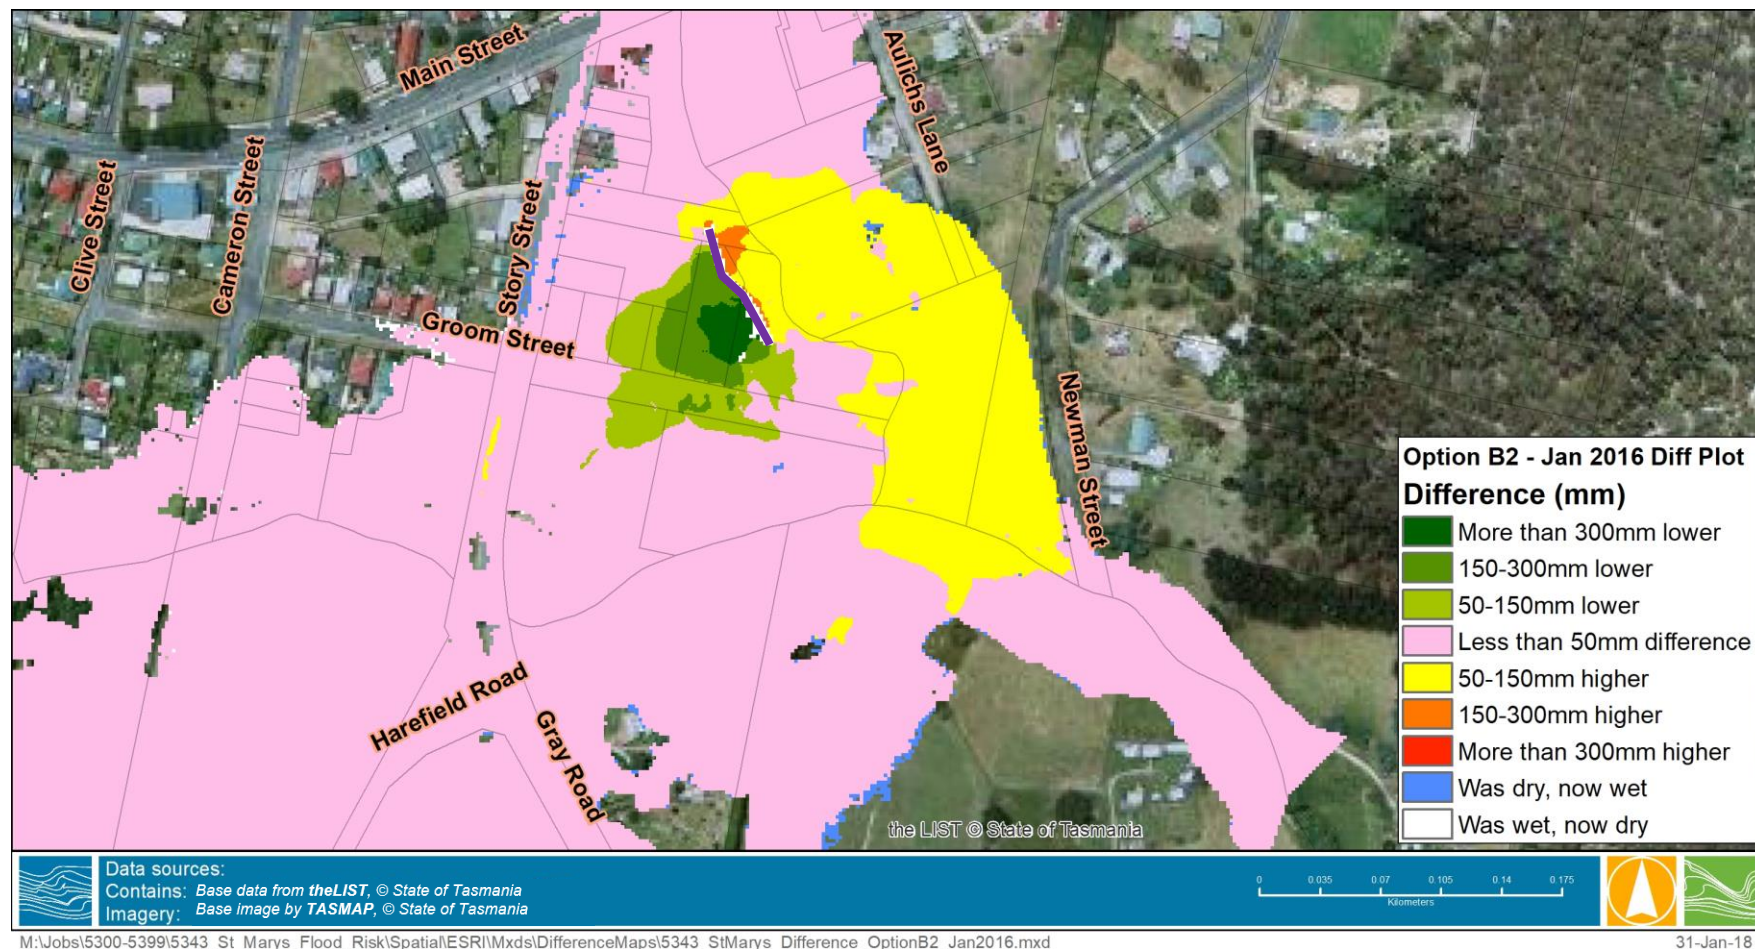 Main Street
Aulichs Lane
Clive Street
Cameron Street
Story Street
Groom Street
Newman Street
Harefield Road
Gray Road
Option B2 - Jan 2016 Diff Plot
Difference (mm)
More than 300mm lower
150-300mm lower
50-150mm lower
Less than 50mm difference
50-150mm higher
150-300mm higher
More than 300mm higher
Was dry, now wet
Was wet, now dry
the LIST © State of Tasmania
Data sources:
Contains: Base data from theLIST, © State of Tasmania
Imagery: Base image by TASMAP, © State of Tasmania
0 0.035 0.07 0.105 0.14 0.175
Kilometers
M:\Jobs\5300-5399\5343_St_Marys_Flood_Risk\Spatial\ESRI\Mxds\DifferenceMaps\5343_StMarys_Difference_OptionB2_Jan2016.mxd
31-Jan-18